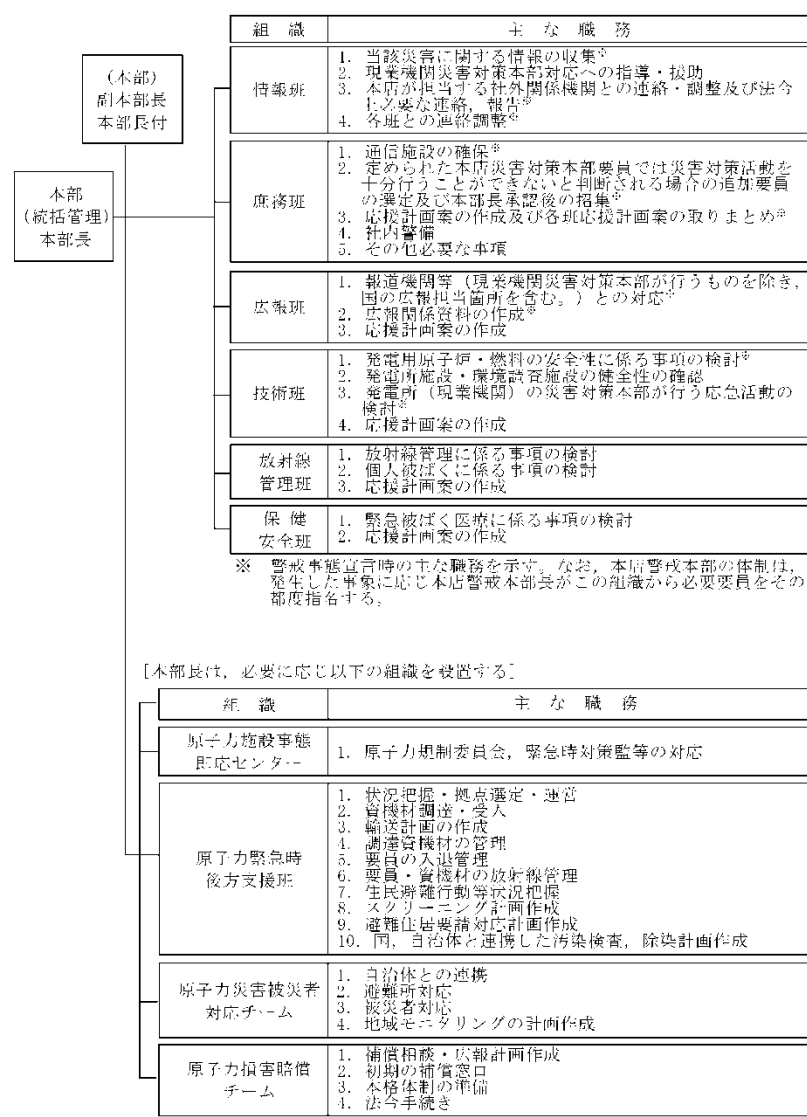 組織 主な職務
（本部）
副本部長
本部長付
本部
（統括管理）
本部長
情報班
1. 当該災害に関する情報の収集※
2. 現業機関災害対策本部対応への指導・援助
3. 本店が担当する社外関係機関との連絡・調整及び法令
上必要な連絡，報告※
4. 各班との連絡調整※
庶務班
1. 通信施設の確保※
2. 定められた本店災害対策本部要員では災害対策活動を
十分行うことができないと判断される場合の追加要員
の選定及び本部長承認後の招集※
3. 応援計画案の作成及び各班応援計画案の取りまとめ※
4. 社内警備
5. その他必要な事項
広報班
1. 報道機関等（現業機関災害対策本部が行うものを除き，
国の広報担当箇所を含む。）との対応※
2. 広報関係資料の作成※
3. 応援計画案の作成
技術班
1. 発電用原子炉・燃料の安全性に係る事項の検討※
2. 発電所施設・環境調査施設の健全性の確認
3. 発電所（現業機関）の災害対策本部が行う応急活動の
検討※
4. 応援計画案の作成
放射線
管理班
1. 放射線管理に係る事項の検討
2. 個人被ばくに係る事項の検討
3. 応援計画案の作成
保健
安全班
1. 緊急被ばく医療に係る事項の検討
2. 応援計画案の作成
※ 警戒事態宣言時の主な職務を示す。なお，本店警戒本部の体制は，
発生した事象に応じ本店警戒本部長がこの組織から必要要員をその
都度指名する。
［本部長は，必要に応じ以下の組織を設置する］
組織 主な職務
原子力施設事態
即応センター
1. 原子力規制委員会，緊急時対策監等の対応
原子力緊急時
後方支援班
1. 状況把握・拠点選定・運営
2. 資機材調達・受入
3. 輸送計画の作成
4. 調達資機材の管理
5. 要員の入退管理
6. 要員・資機材の放射線管理
7. 住民避難行動等状況把握
8. スクリーニング計画作成
9. 避難住居要請対応計画作成
10. 国，自治体と連携した汚染検査，除染計画作成
原子力災害被災者
対応チーム
1. 自治体との連携
2. 避難所対応
3. 被災者対応
4. 地域モニタリングの計画作成
原子力損害賠償
チーム
1. 補償相談・広報計画作成
2. 初期の補償窓口
3. 本格体制の準備
4. 法令手続き